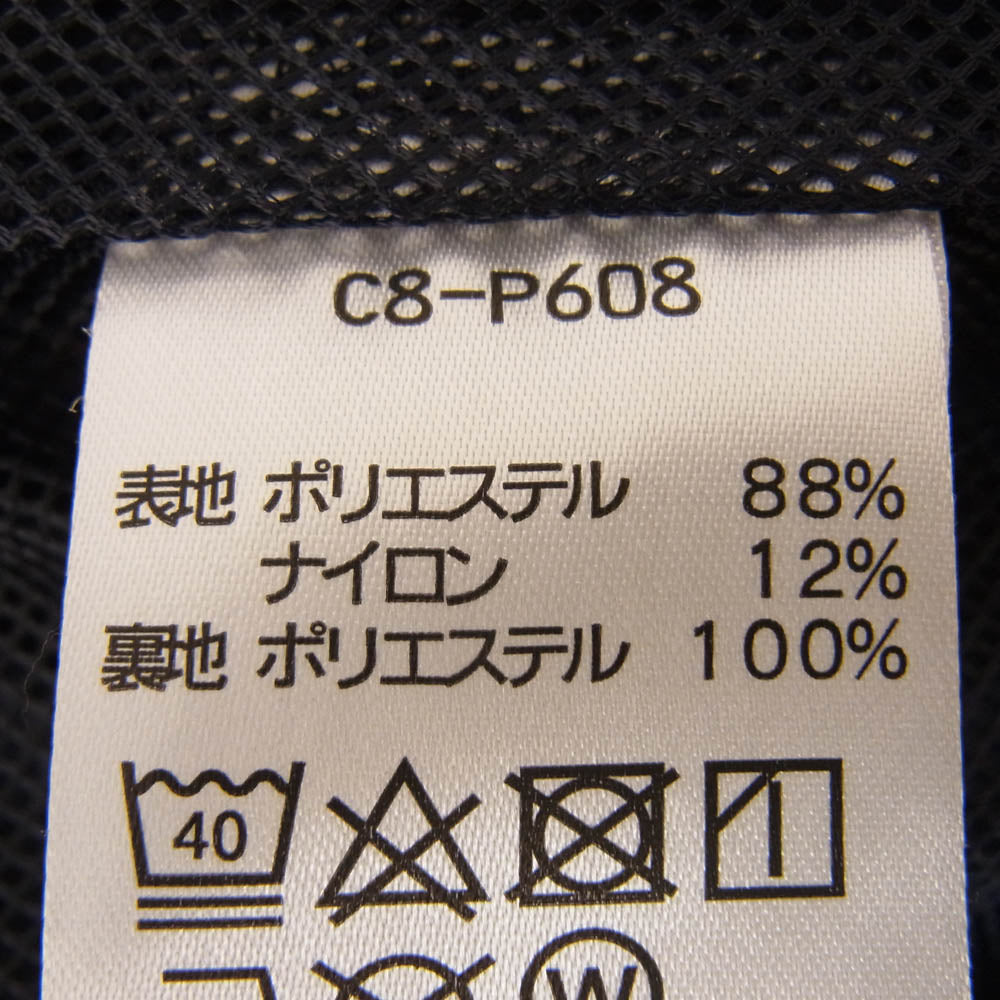 C8-P608
表地 ポリエステル 88%
ナイロン 12%
裏地 ポリエステル 100%
40
W